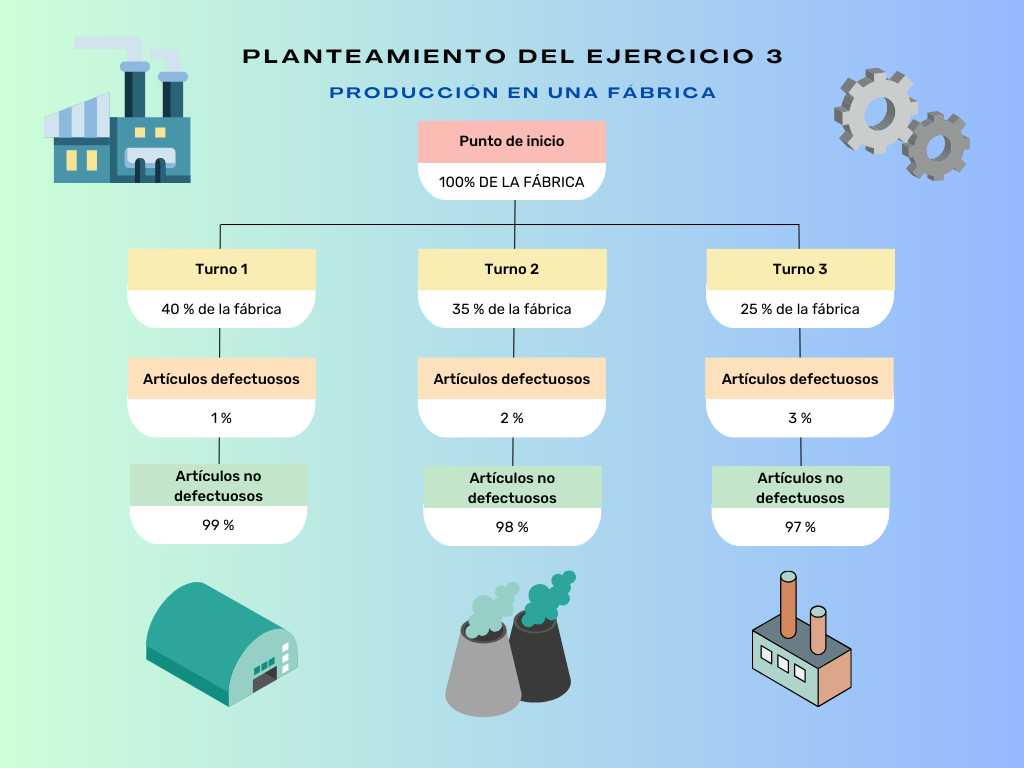 PLANTEAMIENTO DEL EJERCICIO 3
PRODUCCIÓN EN UNA FÁBRICA
Punto de inicio
100% DE LA FÁBRICA
Turno 1
40 % de la fábrica
Artículos defectuosos
1 %
Artículos no
defectuosos
99 %
Turno 2
35 % de la fábrica
Artículos defectuosos
2 %
Artículos no
defectuosos
98 %
Turno 3
25 % de la fábrica
Artículos defectuosos
3 %
Artículos no
defectuosos
97 %